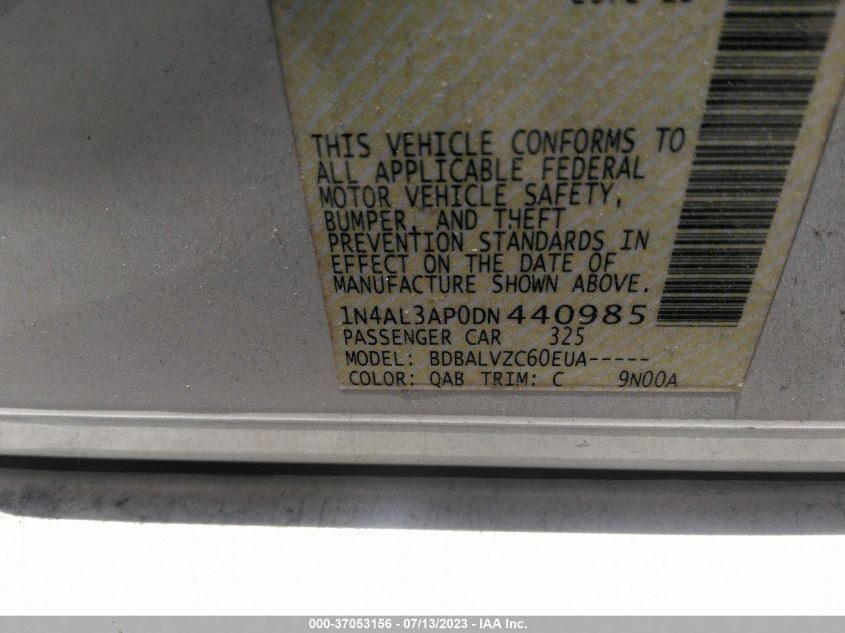 THIS VEHICLE CONFORMS TO
ALL APPLICABLE FEDERAL
MOTOR VEHICLE SAFETY,
BUMPER, AND THEFT
PREVENTION STANDARDS IN
EFFECT ON THE DATE OF
MANUFACTURE SHOWN ABOVE.
1N4AL3AP0DN440985
PASSENGER CAR 325
MODEL: BDBALVZC60EUA-----
COLOR: QAB TRIM: C 9N00A
000-37053156 - 07/13/2023 - IAA Inc.